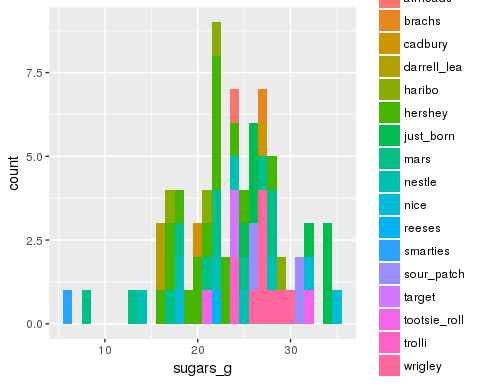 airheads
brachs
cadbury
darrell_lea
haribo
hershey
just_born
mars
nestle
nice
reeses
smarties
sour_patch
target
tootsie_roll
trolli
wrigley
count
7.5
5.0
2.5
0.0
10
20
30
sugars_g